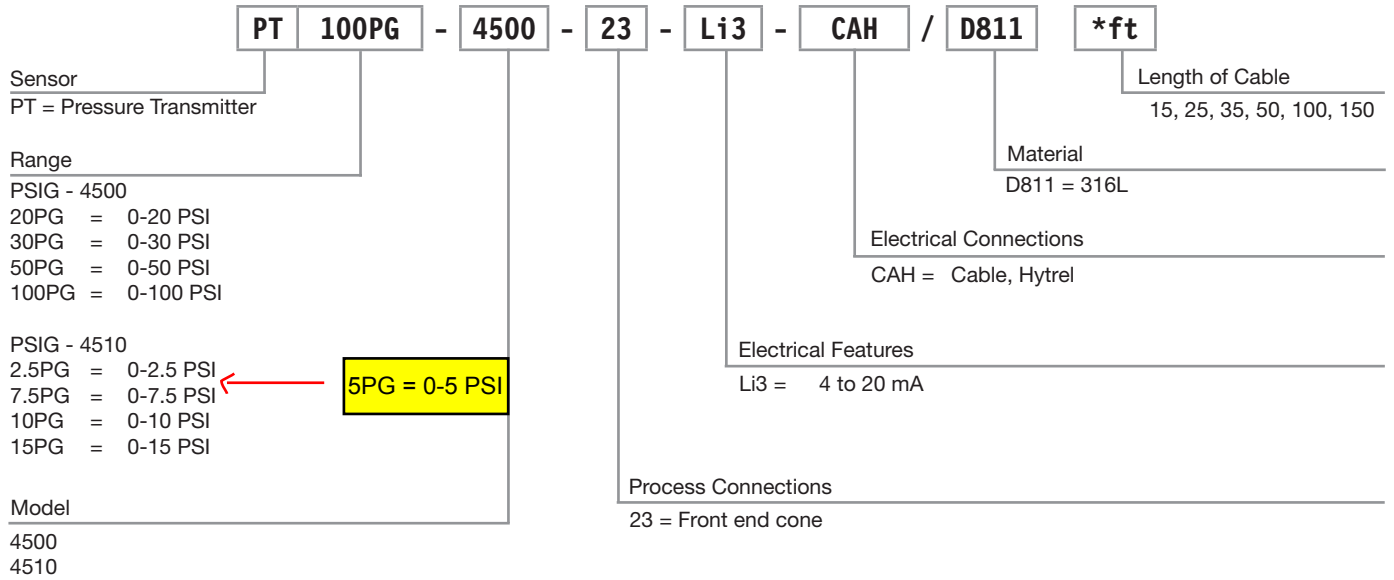 PT 100PG - 4500 - 23 - Li3 - CAH / D811 *ft
Sensor
PT = Pressure Transmitter
Range
PSIG - 4500
20PG = 0-20 PSI
30PG = 0-30 PSI
50PG = 0-50 PSI
100PG = 0-100 PSI
PSIG - 4510
2.5PG = 0-2.5 PSI
7.5PG = 0-7.5 PSI
10PG = 0-10 PSI
15PG = 0-15 PSI
5PG = 0-5 PSI
Model
4500
4510
Process Connections
23 = Front end cone
Electrical Features
Li3 = 4 to 20 mA
Electrical Connections
CAH = Cable, Hytrel
Material
D811 = 316L
Length of Cable
15, 25, 35, 50, 100, 150